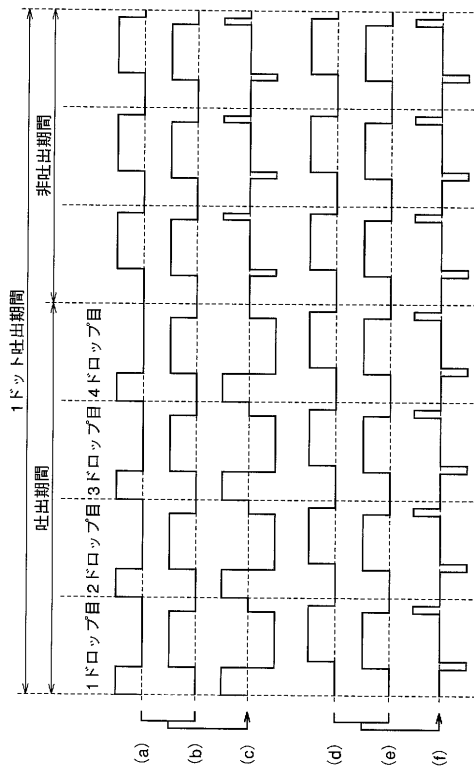 1ドット吐出期間
吐出期間
非吐出期間
1ドロップ目 2ドロップ目 3ドロップ目 4ドロップ目
(a)
(b)
(c)
(d)
(e)
(f)